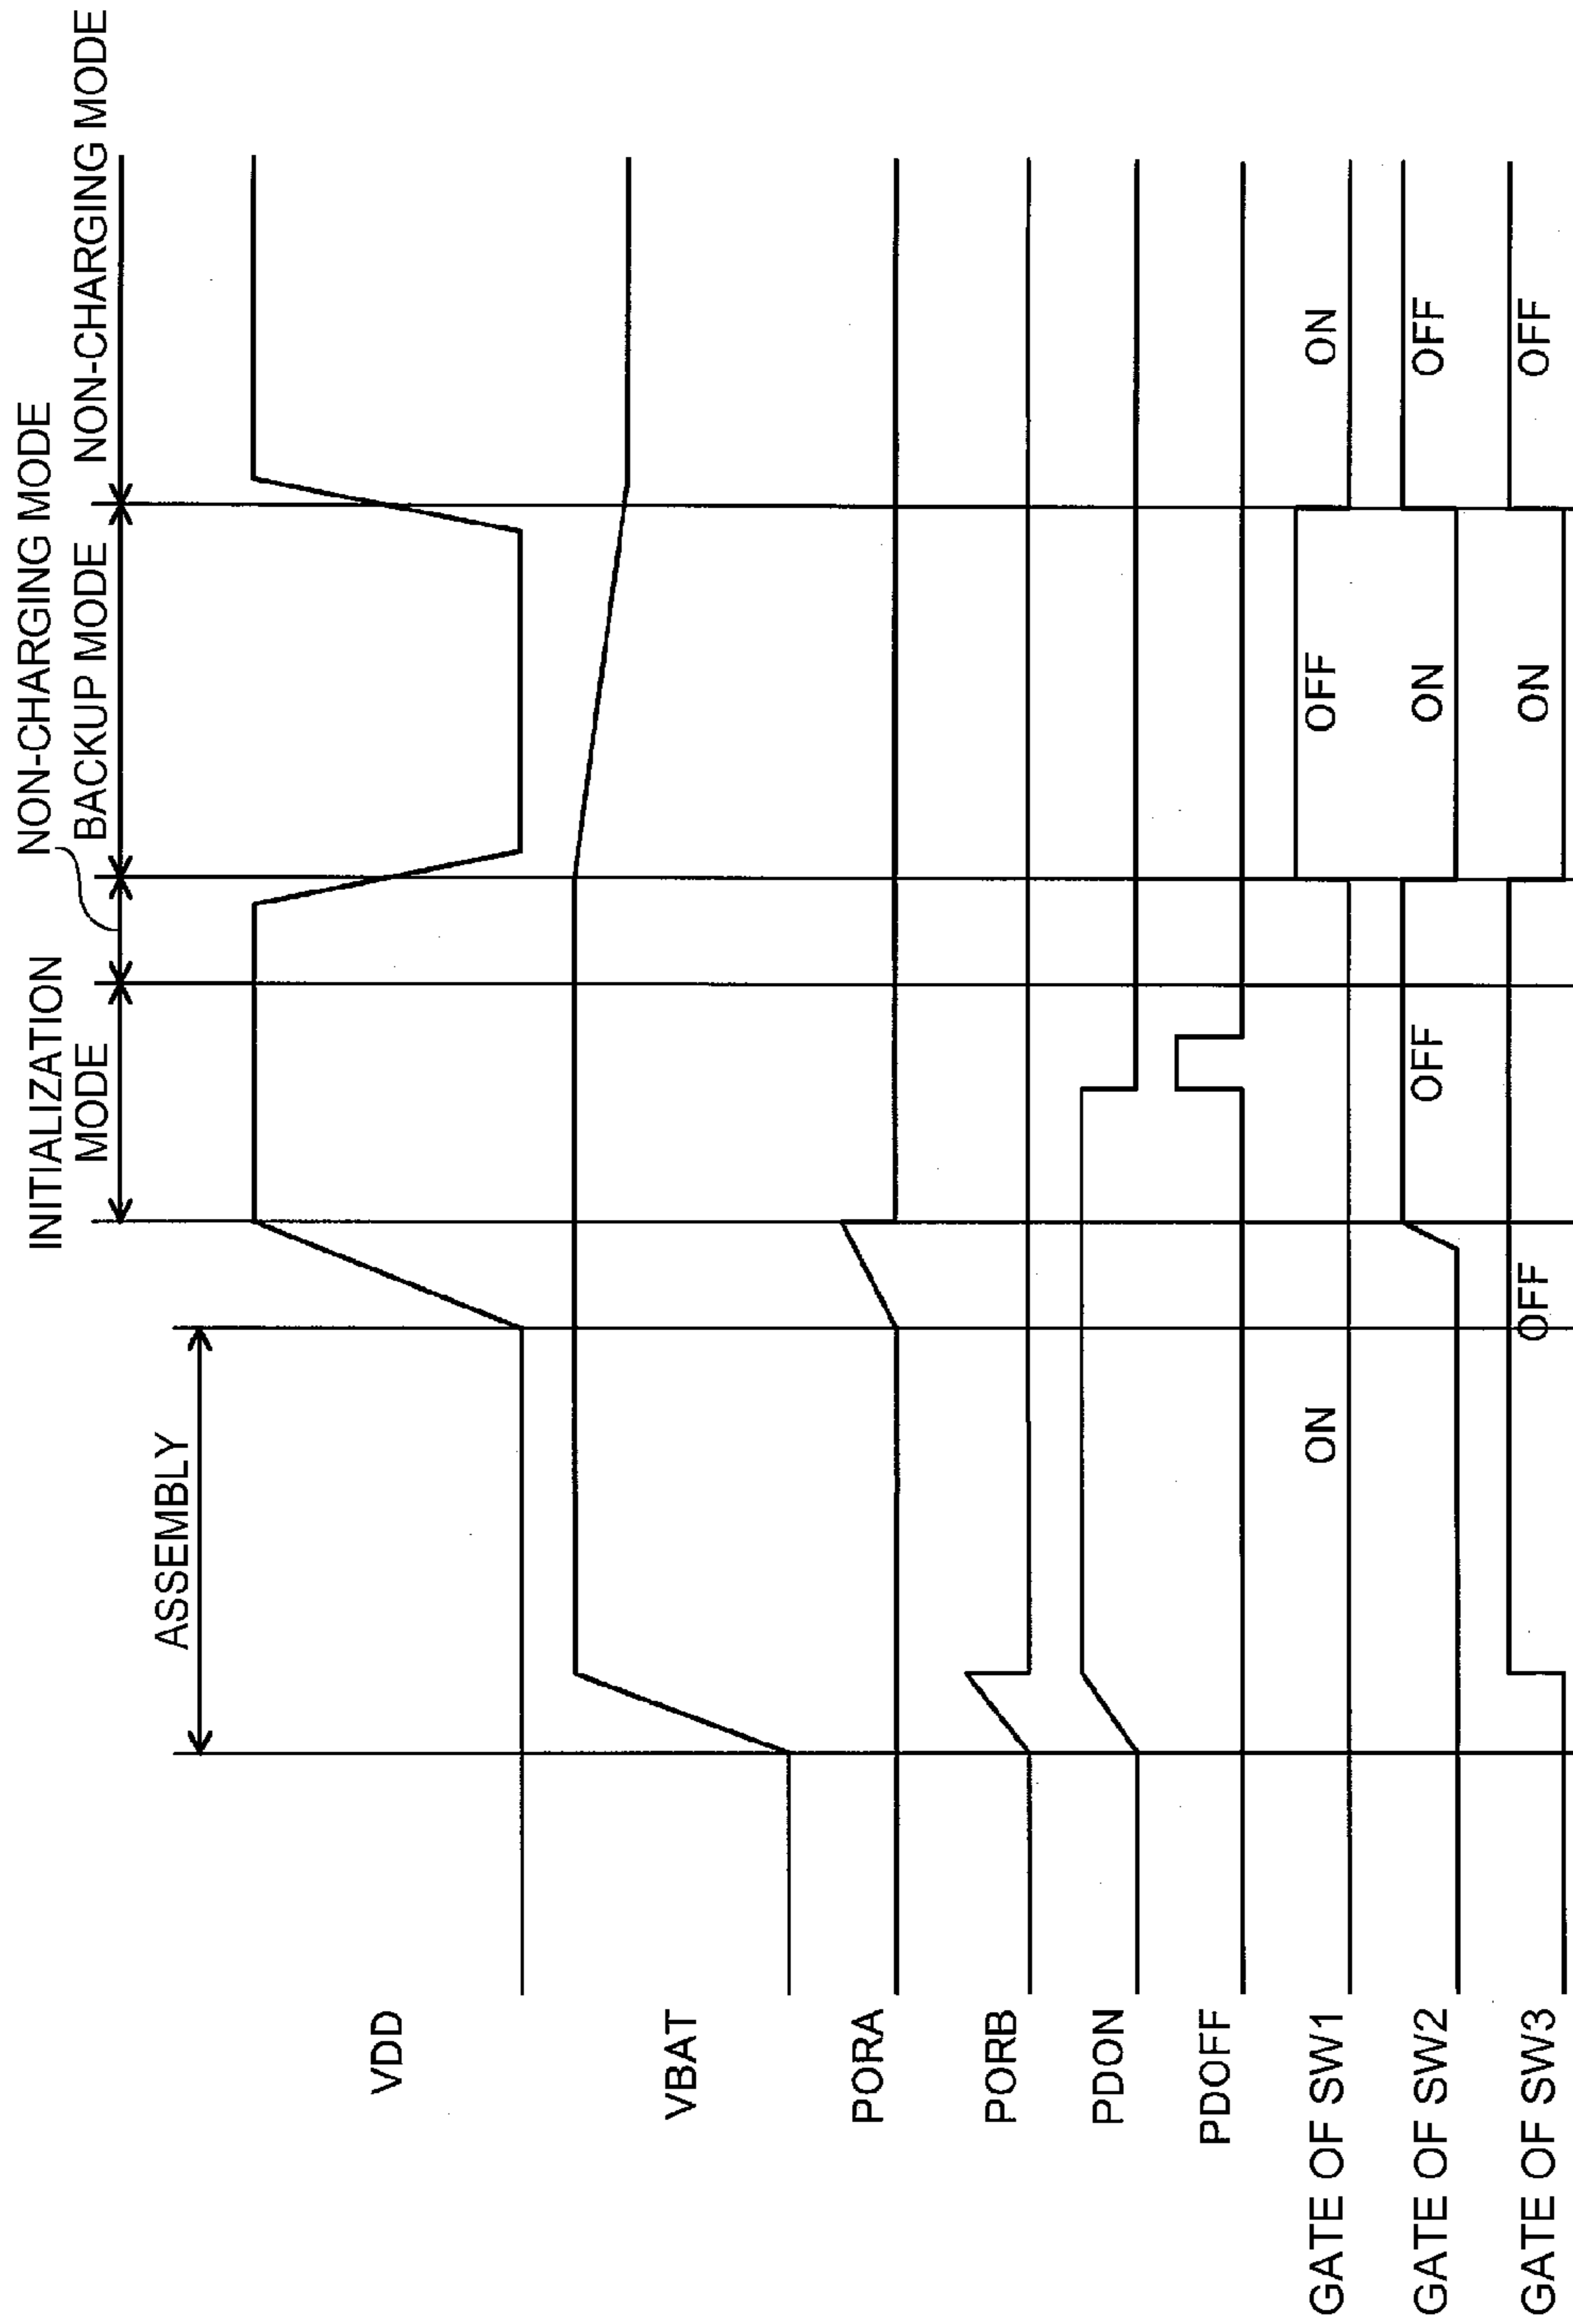 NON-CHARGING MODE
INITIALIZATION
MODE
BACKUP MODE
NON-CHARGING MODE
ASSEMBLY
VDD
VBAT
PORA
PORB
PDON
PDOFF
GATE OF SW1
ON
OFF
ON
GATE OF SW2
OFF
ON
OFF
GATE OF SW3
OFF
ON
OFF